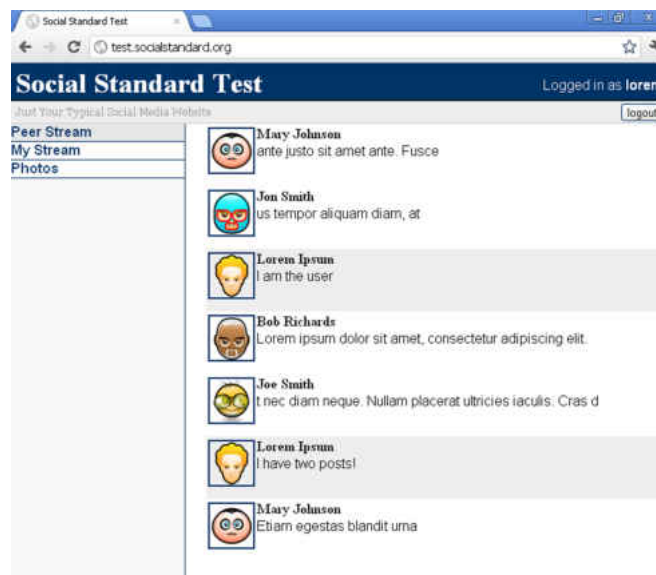 Social Standard Test
test.socialstandard.org
Social Standard Test
Logged in as lorem
Just Your Typical Social Media Website
logout
Peer Stream
My Stream
Photos
Mary Johnson
ante justo sit amet ante. Fusce
Jon Smith
us tempor aliquam diam, at
Lorem Ipsum
I am the user
Bob Richards
Lorem ipsum dolor sit amet, consectetur adipiscing elit.
Joe Smith
t nec diam neque. Nullam placerat ultricies iaculis. Cras d
Lorem Ipsum
I have two posts!
Mary Johnson
Etiam egestas blandit urna